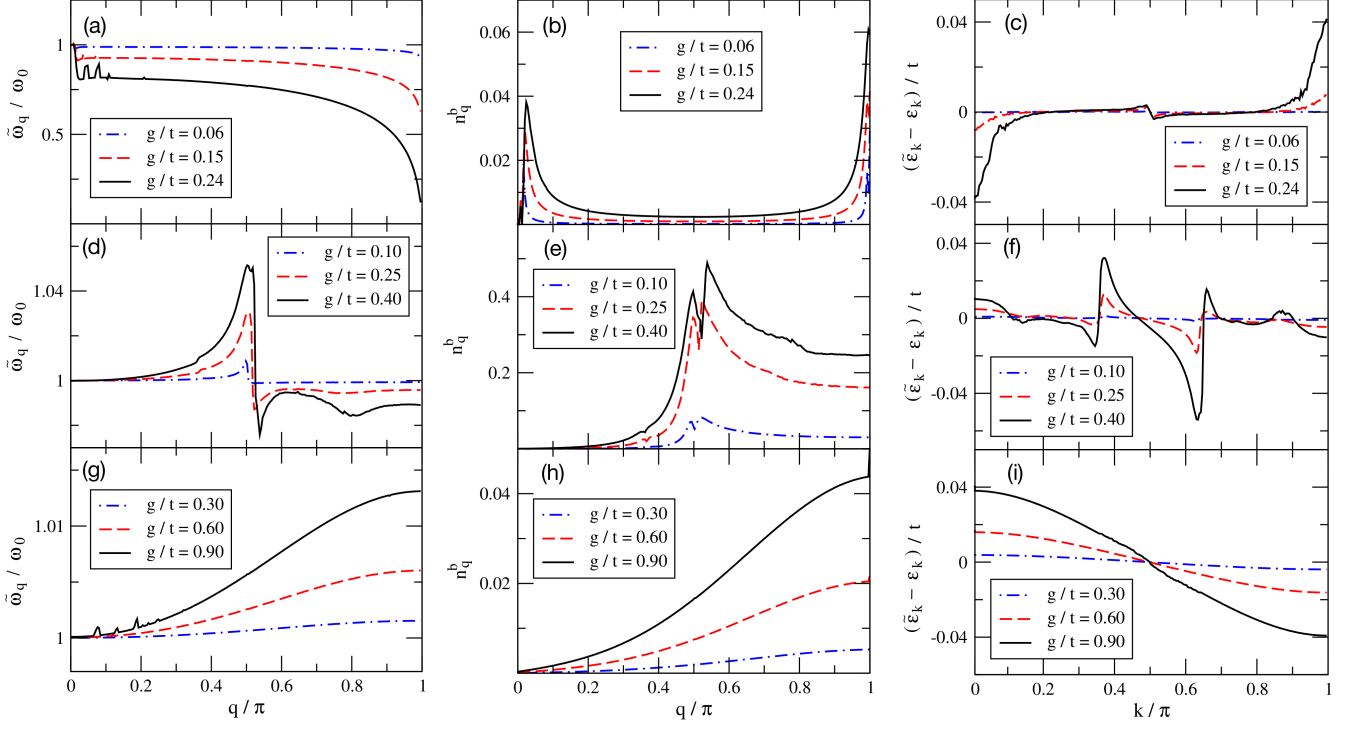 (a)
ω̃q / ω0
1
0.5
g / t = 0.06
g / t = 0.15
g / t = 0.24
(b)
n^b_q
0.06
0.04
0.02
g / t = 0.06
g / t = 0.15
g / t = 0.24
(c)
(ε̃k − εk) / t
0.04
0
-0.04
g / t = 0.06
g / t = 0.15
g / t = 0.24
(d)
ω̃q / ω0
1.04
1
g / t = 0.10
g / t = 0.25
g / t = 0.40
(e)
n^b_q
0.4
0.2
g / t = 0.10
g / t = 0.25
g / t = 0.40
(f)
(ε̃k − εk) / t
0.04
0
-0.04
g / t = 0.10
g / t = 0.25
g / t = 0.40
(g)
ω̃q / ω0
1.01
1
g / t = 0.30
g / t = 0.60
g / t = 0.90
0 0.2 0.4 0.6 0.8 1
q / π
(h)
n^b_q
0.04
0.02
g / t = 0.30
g / t = 0.60
g / t = 0.90
0 0.2 0.4 0.6 0.8 1
q / π
(i)
(ε̃k − εk) / t
0.04
0
-0.04
g / t = 0.30
g / t = 0.60
g / t = 0.90
0 0.2 0.4 0.6 0.8 1
k / π